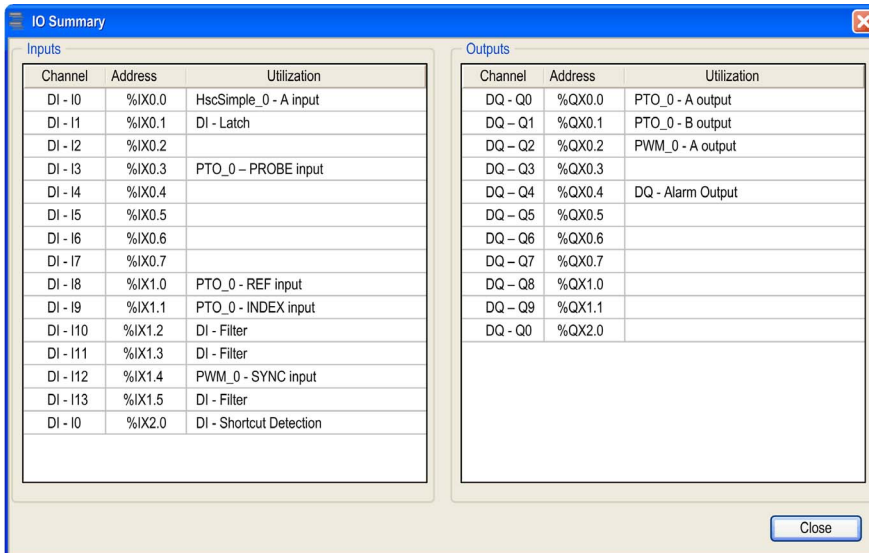 IO Summary
Inputs
Channel Address Utilization
DI - I0 %IX0.0 HscSimple_0 - A input
DI - I1 %IX0.1 DI - Latch
DI - I2 %IX0.2
DI - I3 %IX0.3 PTO_0 – PROBE input
DI - I4 %IX0.4
DI - I5 %IX0.5
DI - I6 %IX0.6
DI - I7 %IX0.7
DI - I8 %IX1.0 PTO_0 - REF input
DI - I9 %IX1.1 PTO_0 - INDEX input
DI - I10 %IX1.2 DI - Filter
DI - I11 %IX1.3 DI - Filter
DI - I12 %IX1.4 PWM_0 - SYNC input
DI - I13 %IX1.5 DI - Filter
DI - I0 %IX2.0 DI - Shortcut Detection
Outputs
Channel Address Utilization
DQ - Q0 %QX0.0 PTO_0 - A output
DQ – Q1 %QX0.1 PTO_0 - B output
DQ – Q2 %QX0.2 PWM_0 - A output
DQ – Q3 %QX0.3
DQ – Q4 %QX0.4 DQ - Alarm Output
DQ – Q5 %QX0.5
DQ – Q6 %QX0.6
DQ – Q7 %QX0.7
DQ – Q8 %QX1.0
DQ – Q9 %QX1.1
DQ - Q0 %QX2.0
Close